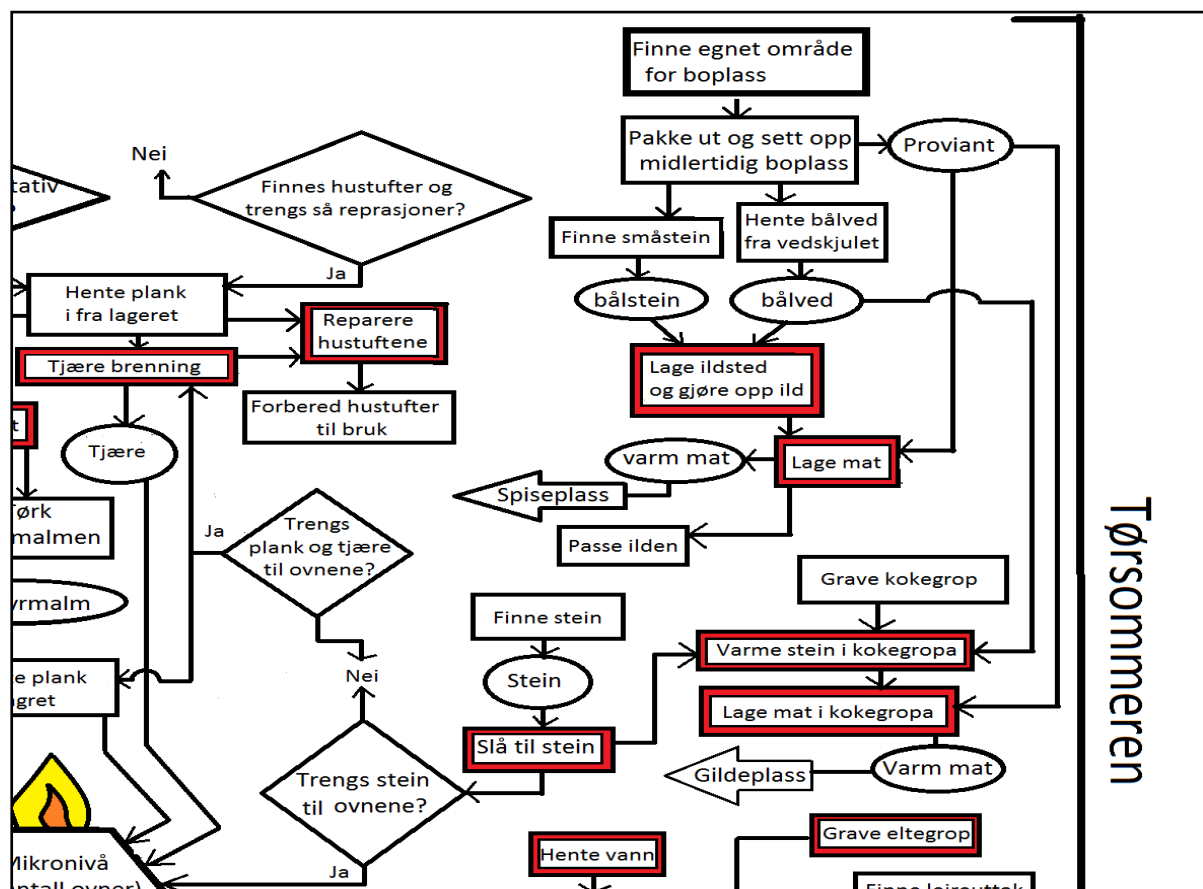 Finne egnet område
for boplass
Pakke ut og sett opp
midlertidig boplass
Proviant
Nei
Finnes hustufter og
trengs så reprasjoner?
Ja
Finne småstein
Hente bålved
fra vedskjulet
bålstein
bålved
Hente plank
i fra lageret
Reparere
hustuftene
Tjære brenning
Forbered hustufter
til bruk
Lage ildsted
og gjøre opp ild
Tjære
varm mat
Lage mat
Spiseplass
Passe ilden
Ja
Trengs
plank og tjære
til ovnene?
Grave kokegrop
Finne stein
Varme stein i kokegropa
Nei
Stein
Lage mat i kokegropa
Slå til stein
Varm mat
Gildeplass
Trengs stein
til ovnene?
Grave eltegrop
Hente vann
Ja
Mikronivå
plank
Tørsommeren